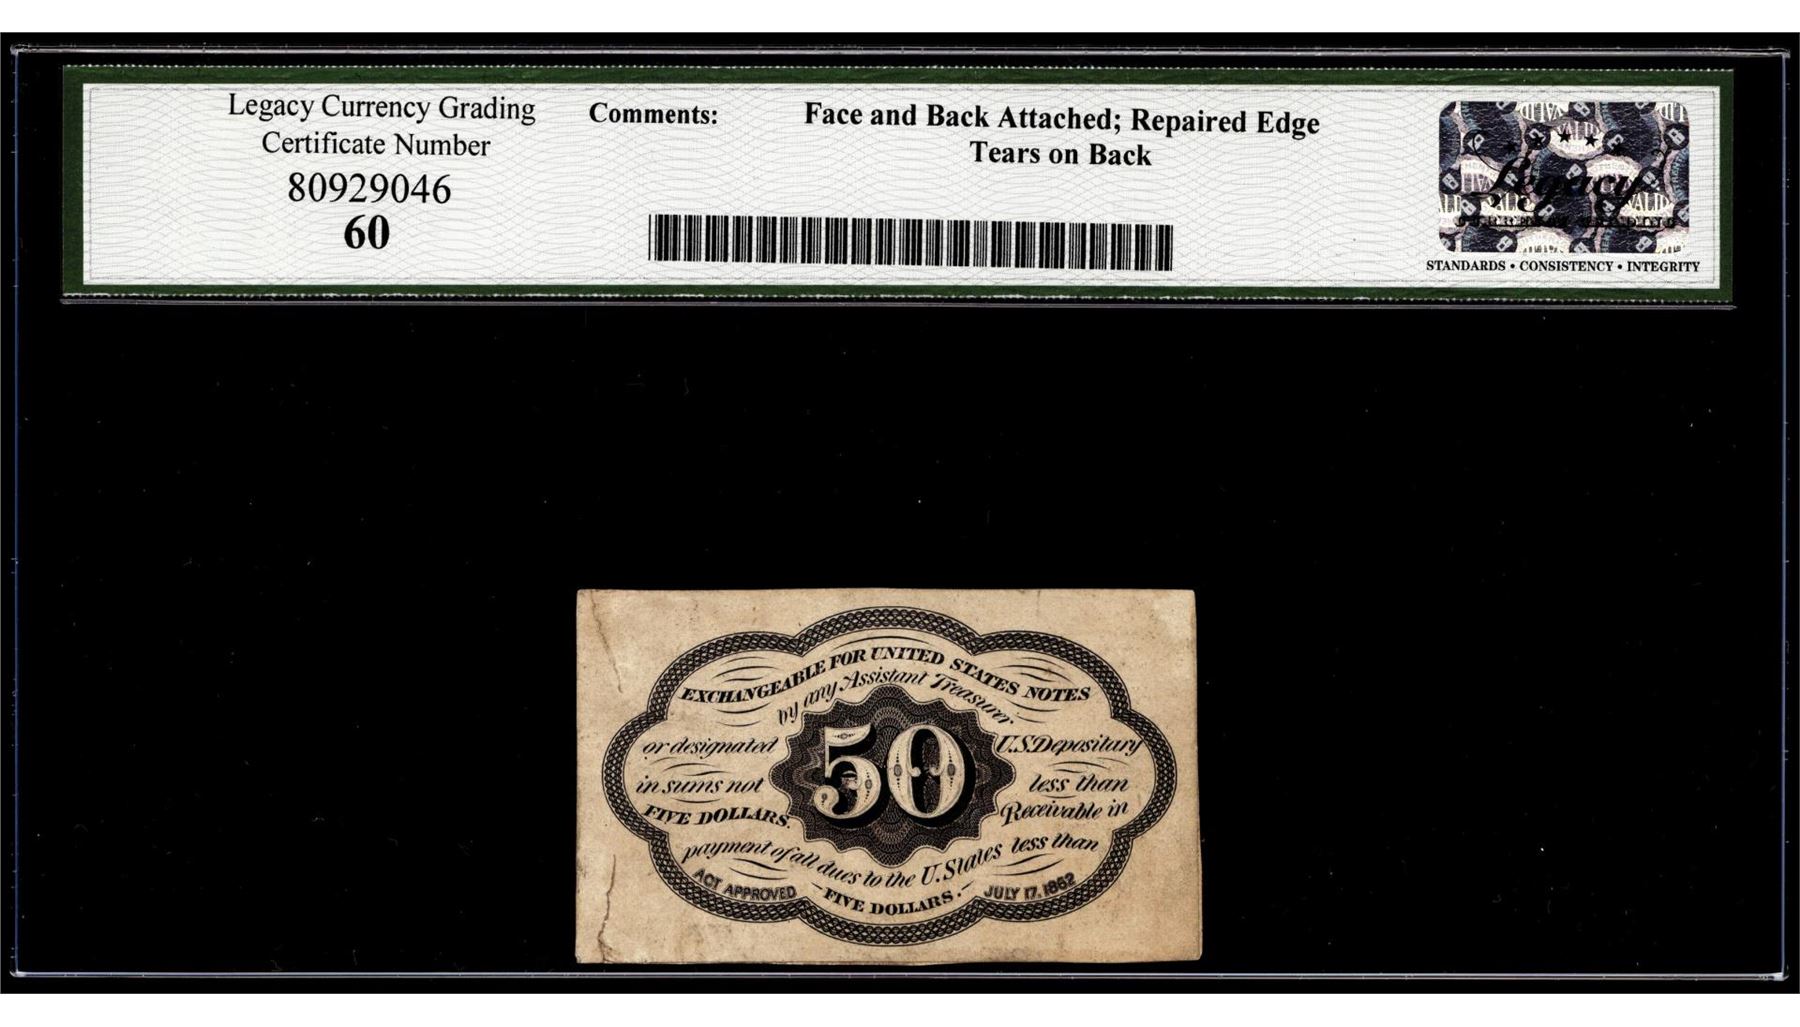 Legacy Currency Grading
Certificate Number
80929046
60
Comments:
Face and Back Attached; Repaired Edge
Tears on Back
Legacy
STANDARDS • CONSISTENCY • INTEGRITY
EXCHANGEABLE FOR UNITED STATES NOTES
by any Assistant Treasurer
or designated U.S. Depositary
in sums not less than
FIVE DOLLARS. Receivable in
payment of all dues to the U. States less than
FIVE DOLLARS.
ACT APPROVED JULY 17. 1862
50